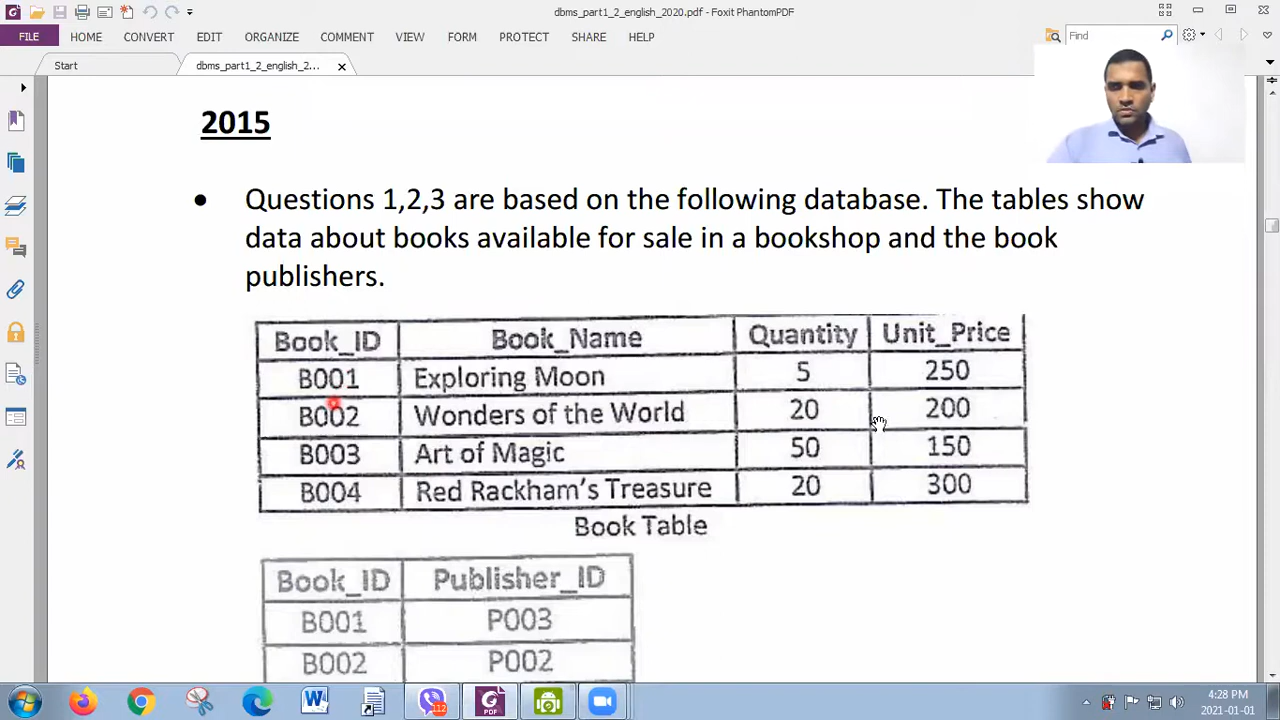 dbms_part1_2_english_2020.pdf - Foxit PhantomPDF
FILE HOME CONVERT EDIT ORGANIZE COMMENT VIEW FORM PROTECT SHARE HELP Find
Start dbms_part1_2_english_2...
2015
• Questions 1,2,3 are based on the following database. The tables show
data about books available for sale in a bookshop and the book
publishers.
Book_ID Book_Name Quantity Unit_Price
B001 Exploring Moon 5 250
B002 Wonders of the World 20 200
B003 Art of Magic 50 150
B004 Red Rackham's Treasure 20 300
Book Table
Book_ID Publisher_ID
B001 P003
B002 P002
112 PDF
4:28 PM
2021-01-01